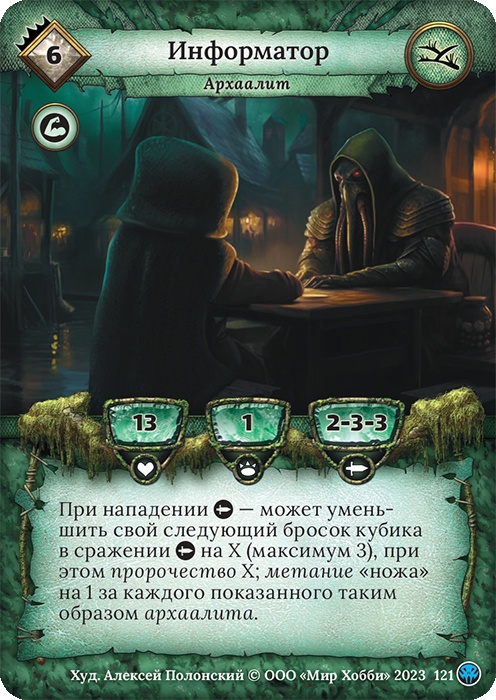 6
Информатор
Архаалит
13
1
2-3-3
При нападении — может умень-
шить свой следующий бросок кубика
в сражении на X (максимум 3), при
этом пророчество X; метание «ножа»
на 1 за каждого показанного таким
образом архаалита.
Худ. Алексей Полонский © ООО «Мир Хобби» 2023 121